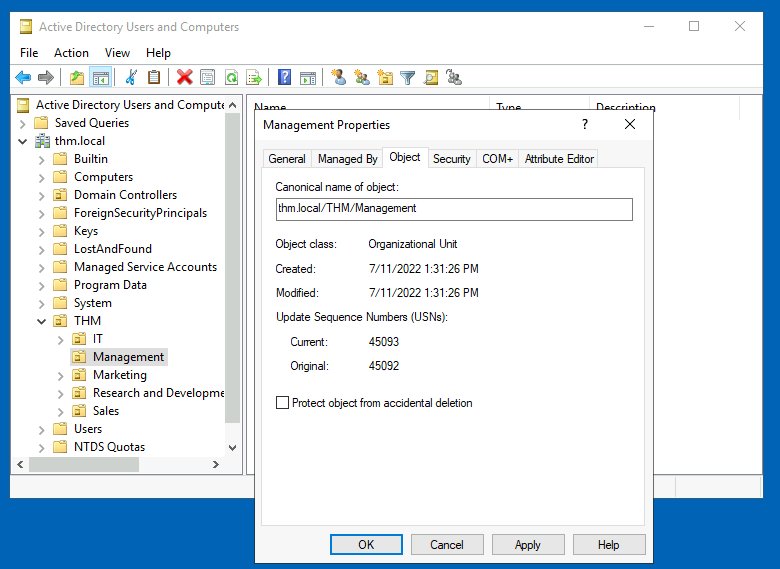 Active Directory Users and Computers
File Action View Help
Active Directory Users and Compute
Saved Queries
thm.local
Builtin
Computers
Domain Controllers
ForeignSecurityPrincipals
Keys
LostAndFound
Managed Service Accounts
Program Data
System
THM
IT
Management
Marketing
Research and Developme
Sales
Users
NTDS Quotas
Name Type Description
Management Properties
General Managed By Object Security COM+ Attribute Editor
Canonical name of object:
thm.local/THM/Management
Object class: Organizational Unit
Created: 7/11/2022 1:31:26 PM
Modified: 7/11/2022 1:31:26 PM
Update Sequence Numbers (USNs):
Current: 45093
Original: 45092
Protect object from accidental deletion
OK Cancel Apply Help